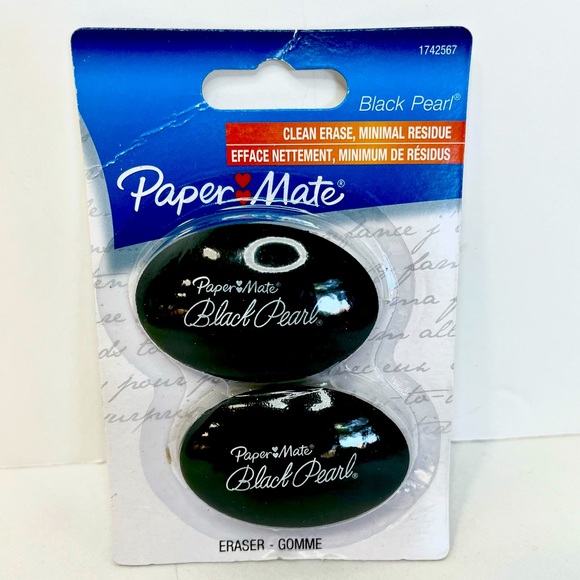 1742567
Black Pearl®
CLEAN ERASE, MINIMAL RESIDUE
EFFACE NETTEMENT, MINIMUM DE RÉSIDUS
Paper Mate®
Paper Mate®
Black Pearl®
Paper Mate®
Black Pearl®
ERASER - GOMME